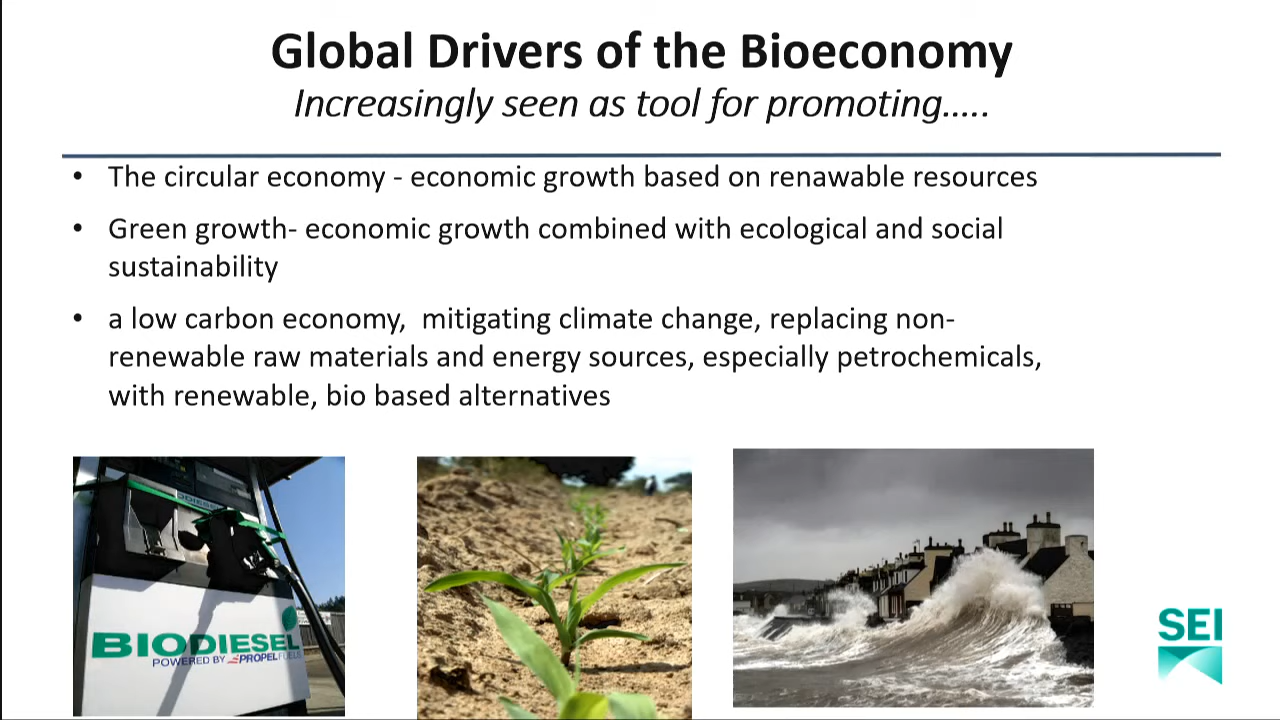 Global Drivers of the Bioeconomy
Increasingly seen as tool for promoting.....
• The circular economy - economic growth based on renawable resources
• Green growth- economic growth combined with ecological and social
sustainability
• a low carbon economy,  mitigating climate change, replacing non-
renewable raw materials and energy sources, especially petrochemicals,
with renewable, bio based alternatives
BIODIESEL
POWERED BY PROPEL FUELS
SEI